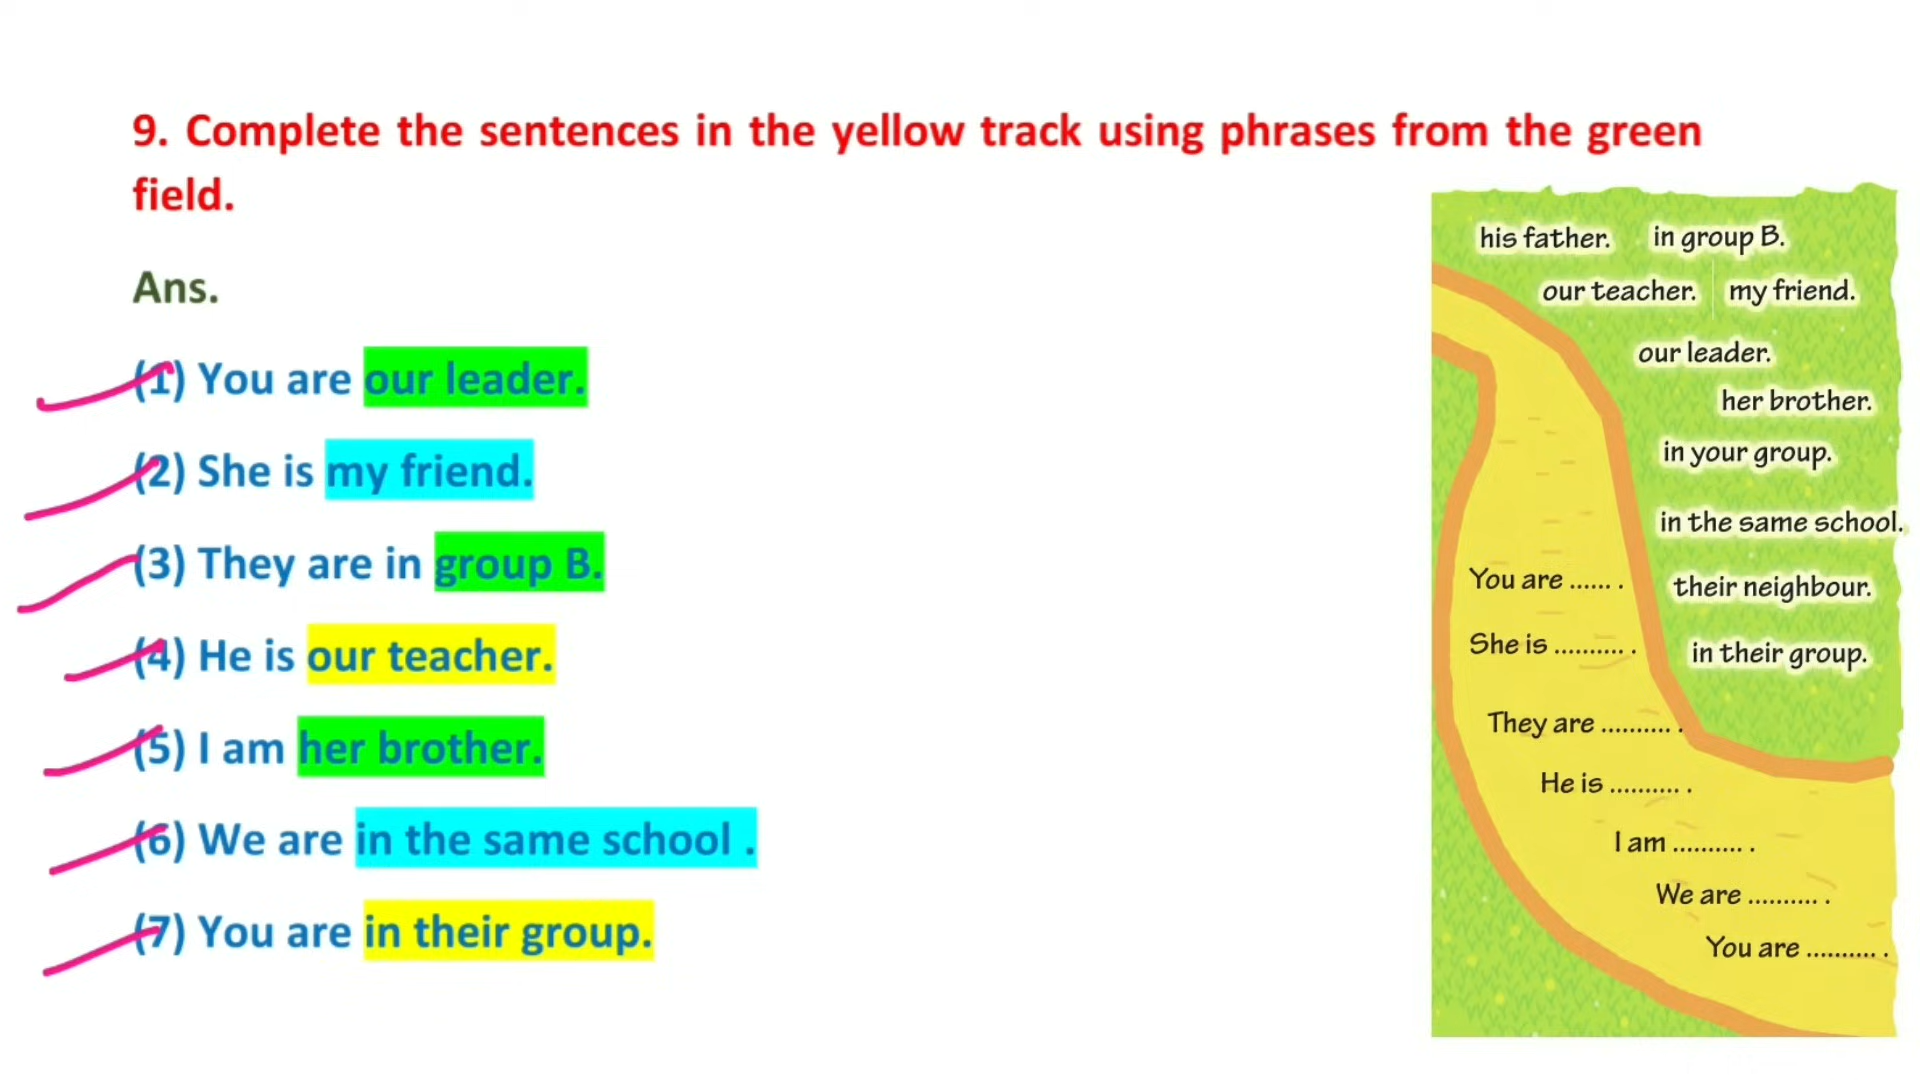 9. Complete the sentences in the yellow track using phrases from the green
field.
Ans.
(1) You are our leader.
(2) She is my friend.
(3) They are in group B.
(4) He is our teacher.
(5) I am her brother.
(6) We are in the same school .
(7) You are in their group.
his father. in group B.
our teacher. my friend.
our leader.
her brother.
in your group.
in the same school.
their neighbour.
in their group.
You are ...... .
She is .......... .
They are .......... .
He is .......... .
I am .......... .
We are .......... .
You are .......... .